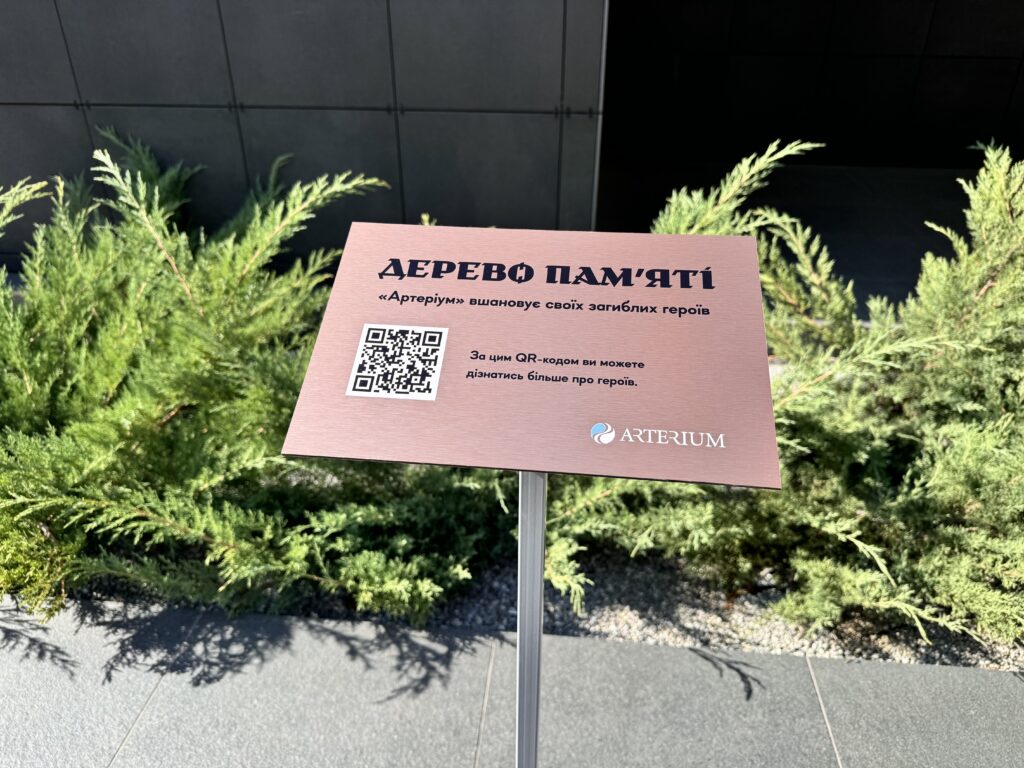 ДЕРЕВО ПАМ'ЯТІ
«Артеріум» вшановує своїх загиблих героїв
За цим QR-кодом ви можете
дізнатись більше про героїв.
ARTERIUM